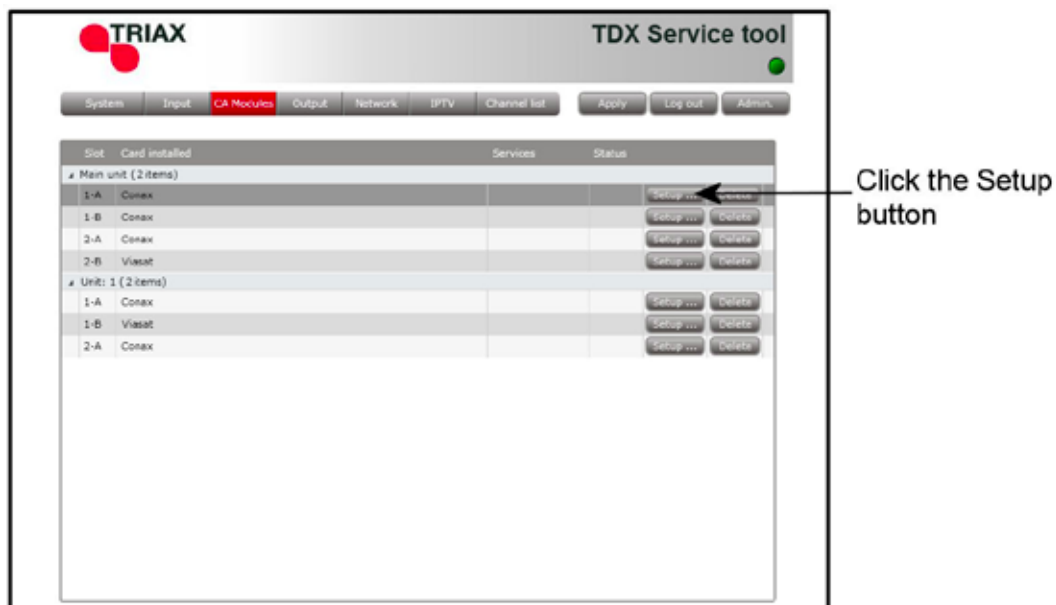 TRIAX
TDX Service tool
System Input CA Modules Output Network IPTV Channel list Apply Log out Admin.
Slot Card installed Services Status
Main unit (2 items)
1-A Conax Setup ... Delete
1-B Conax Setup ... Delete
2-A Conax Setup ... Delete
2-B Viasat Setup ... Delete
Unit: 1 (2 items)
1-A Conax Setup ... Delete
1-B Viasat Setup ... Delete
2-A Conax Setup ... Delete
Click the Setup
button